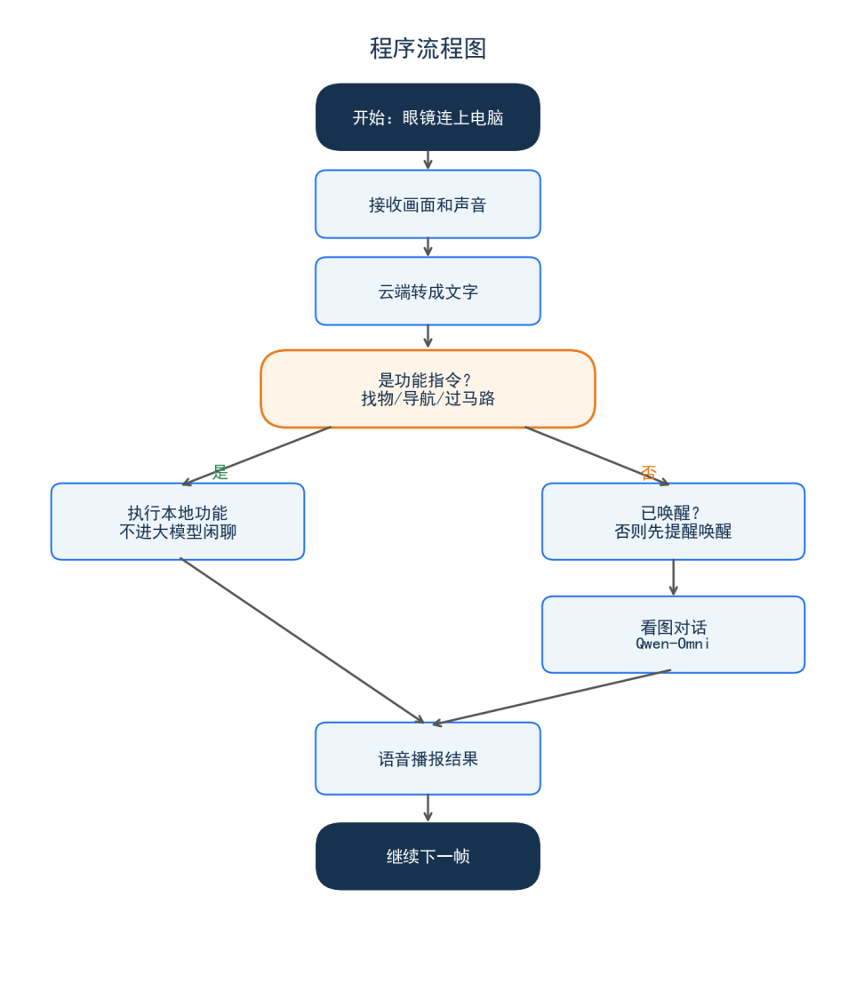 程序流程图
开始：眼镜连上电脑
接收画面和声音
云端转成文字
是功能指令？
找物/导航/过马路
是
否
执行本地功能
不进大模型闲聊
已唤醒？
否则先提醒唤醒
看图对话
Qwen-Omni
语音播报结果
继续下一帧